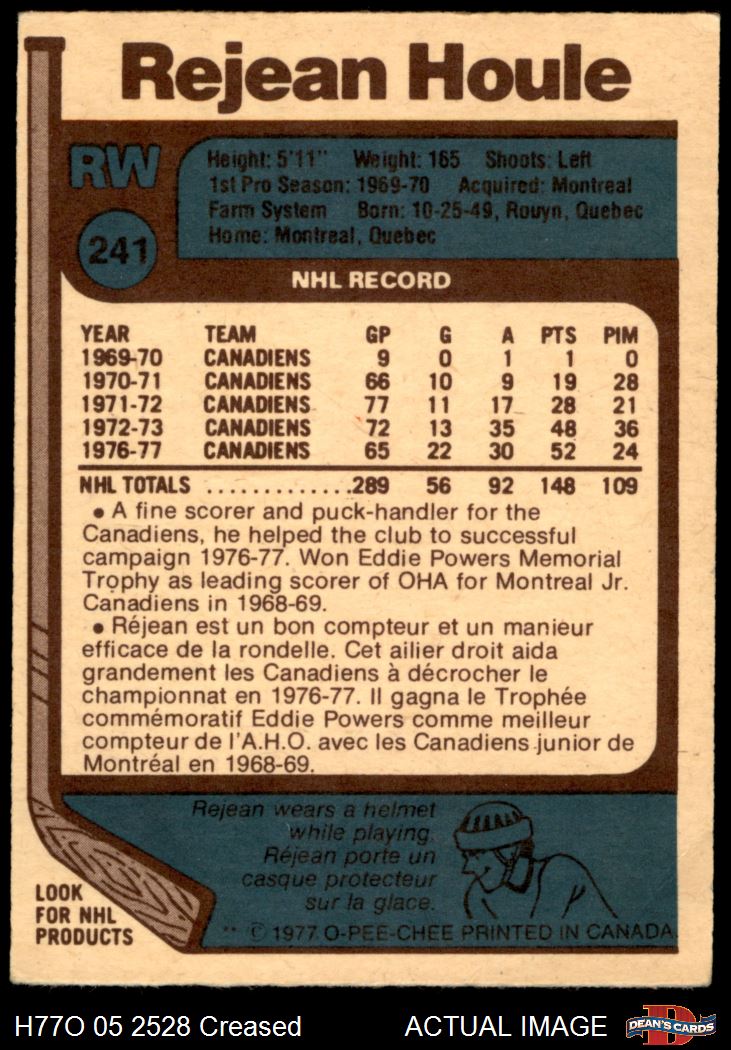 Rejean Houle
RW
Height: 5'11" Weight: 165 Shoots: Left
1st Pro Season: 1969-70 Acquired: Montreal
Farm System Born: 10-25-49, Rouyn, Quebec
Home: Montreal, Quebec
241
NHL RECORD
YEAR TEAM GP G A PTS PIM
1969-70 CANADIENS 9 0 1 1 0
1970-71 CANADIENS 66 10 9 19 28
1971-72 CANADIENS 77 11 17 28 21
1972-73 CANADIENS 72 13 35 48 36
1976-77 CANADIENS 65 22 30 52 24
NHL TOTALS .............289 56 92 148 109
• A fine scorer and puck-handler for the
Canadiens, he helped the club to successful
campaign 1976-77. Won Eddie Powers Memorial
Trophy as leading scorer of OHA for Montreal Jr.
Canadiens in 1968-69.
• Réjean est un bon compteur et un manieur
efficace de la rondelle. Cet ailier droit aida
grandement les Canadiens à décrocher le
championnat en 1976-77. Il gagna le Trophée
commémoratif Eddie Powers comme meilleur
compteur de l'A.H.O. avec les Canadiens junior de
Montréal en 1968-69.
Rejean wears a helmet
while playing.
Réjean porte un
casque protecteur
sur la glace.
LOOK
FOR NHL
PRODUCTS
** © 1977 O-PEE-CHEE PRINTED IN CANADA
H77O 05 2528 Creased ACTUAL IMAGE
D
DEAN'S CARDS